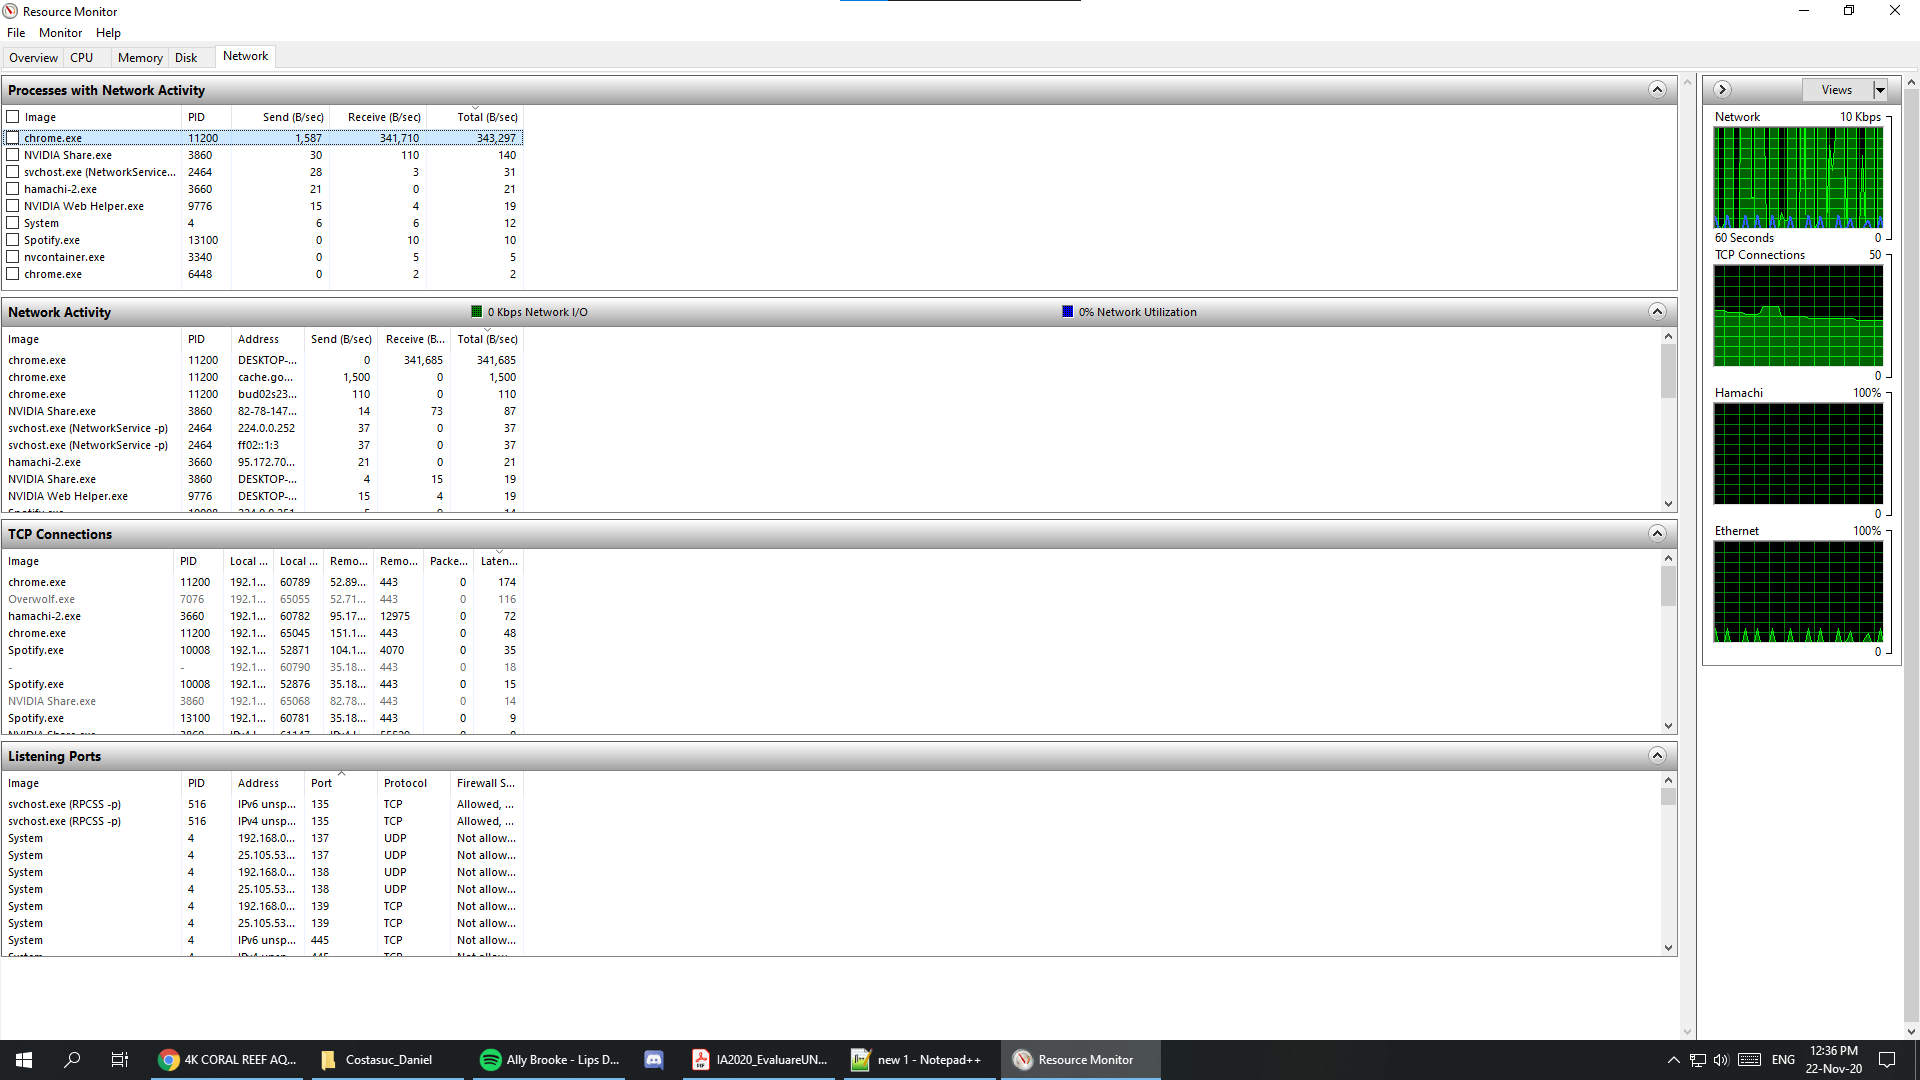 Resource Monitor
File Monitor Help
Overview CPU Memory Disk Network
Processes with Network Activity
Image PID Send (B/sec) Receive (B/sec) Total (B/sec)
chrome.exe 11200 1,587 341,710 343,297
NVIDIA Share.exe 3860 30 110 140
svchost.exe (NetworkService... 2464 28 3 31
hamachi-2.exe 3660 21 0 21
NVIDIA Web Helper.exe 9776 15 4 19
System 4 6 6 12
Spotify.exe 13100 0 10 10
nvcontainer.exe 3340 0 5 5
chrome.exe 6448 0 2 2
Network Activity 0 Kbps Network I/O 0% Network Utilization
Image PID Address Send (B/sec) Receive (B... Total (B/sec)
chrome.exe 11200 DESKTOP-... 0 341,685 341,685
chrome.exe 11200 cache.go... 1,500 0 1,500
chrome.exe 11200 bud02s23... 110 0 110
NVIDIA Share.exe 3860 82-78-147... 14 73 87
svchost.exe (NetworkService -p) 2464 224.0.0.252 37 0 37
svchost.exe (NetworkService -p) 2464 ff02::1:3 37 0 37
hamachi-2.exe 3660 95.172.70... 21 0 21
NVIDIA Share.exe 3860 DESKTOP-... 4 15 19
NVIDIA Web Helper.exe 9776 DESKTOP-... 15 4 19
TCP Connections
Image PID Local ... Local ... Remo... Remo... Packe... Laten...
chrome.exe 11200 192.1... 60789 52.89... 443 0 174
Overwolf.exe 7076 192.1... 65055 52.71... 443 0 116
hamachi-2.exe 3660 192.1... 60782 95.17... 12975 0 72
chrome.exe 11200 192.1... 65045 151.1... 443 0 48
Spotify.exe 10008 192.1... 52871 104.1... 4070 0 35
- - 192.1... 60790 35.18... 443 0 18
Spotify.exe 10008 192.1... 52876 35.18... 443 0 15
NVIDIA Share.exe 3860 192.1... 65068 82.78... 443 0 14
Spotify.exe 13100 192.1... 60781 35.18... 443 0 9
Listening Ports
Image PID Address Port Protocol Firewall S...
svchost.exe (RPCSS -p) 516 IPv6 unsp... 135 TCP Allowed, ...
svchost.exe (RPCSS -p) 516 IPv4 unsp... 135 TCP Allowed, ...
System 4 192.168.0... 137 UDP Not allow...
System 4 25.105.53... 137 UDP Not allow...
System 4 192.168.0... 138 UDP Not allow...
System 4 25.105.53... 138 UDP Not allow...
System 4 192.168.0... 139 TCP Not allow...
System 4 25.105.53... 139 TCP Not allow...
System 4 IPv6 unsp... 445 TCP Not allow...
Views
Network 10 Kbps
60 Seconds 0
TCP Connections 50
0
Hamachi 100%
0
Ethernet 100%
0
4K CORAL REEF AQ... Costasuc_Daniel Ally Brooke - Lips D... IA2020_EvaluareUN... new 1 - Notepad++ Resource Monitor ENG
12:36 PM
22-Nov-20